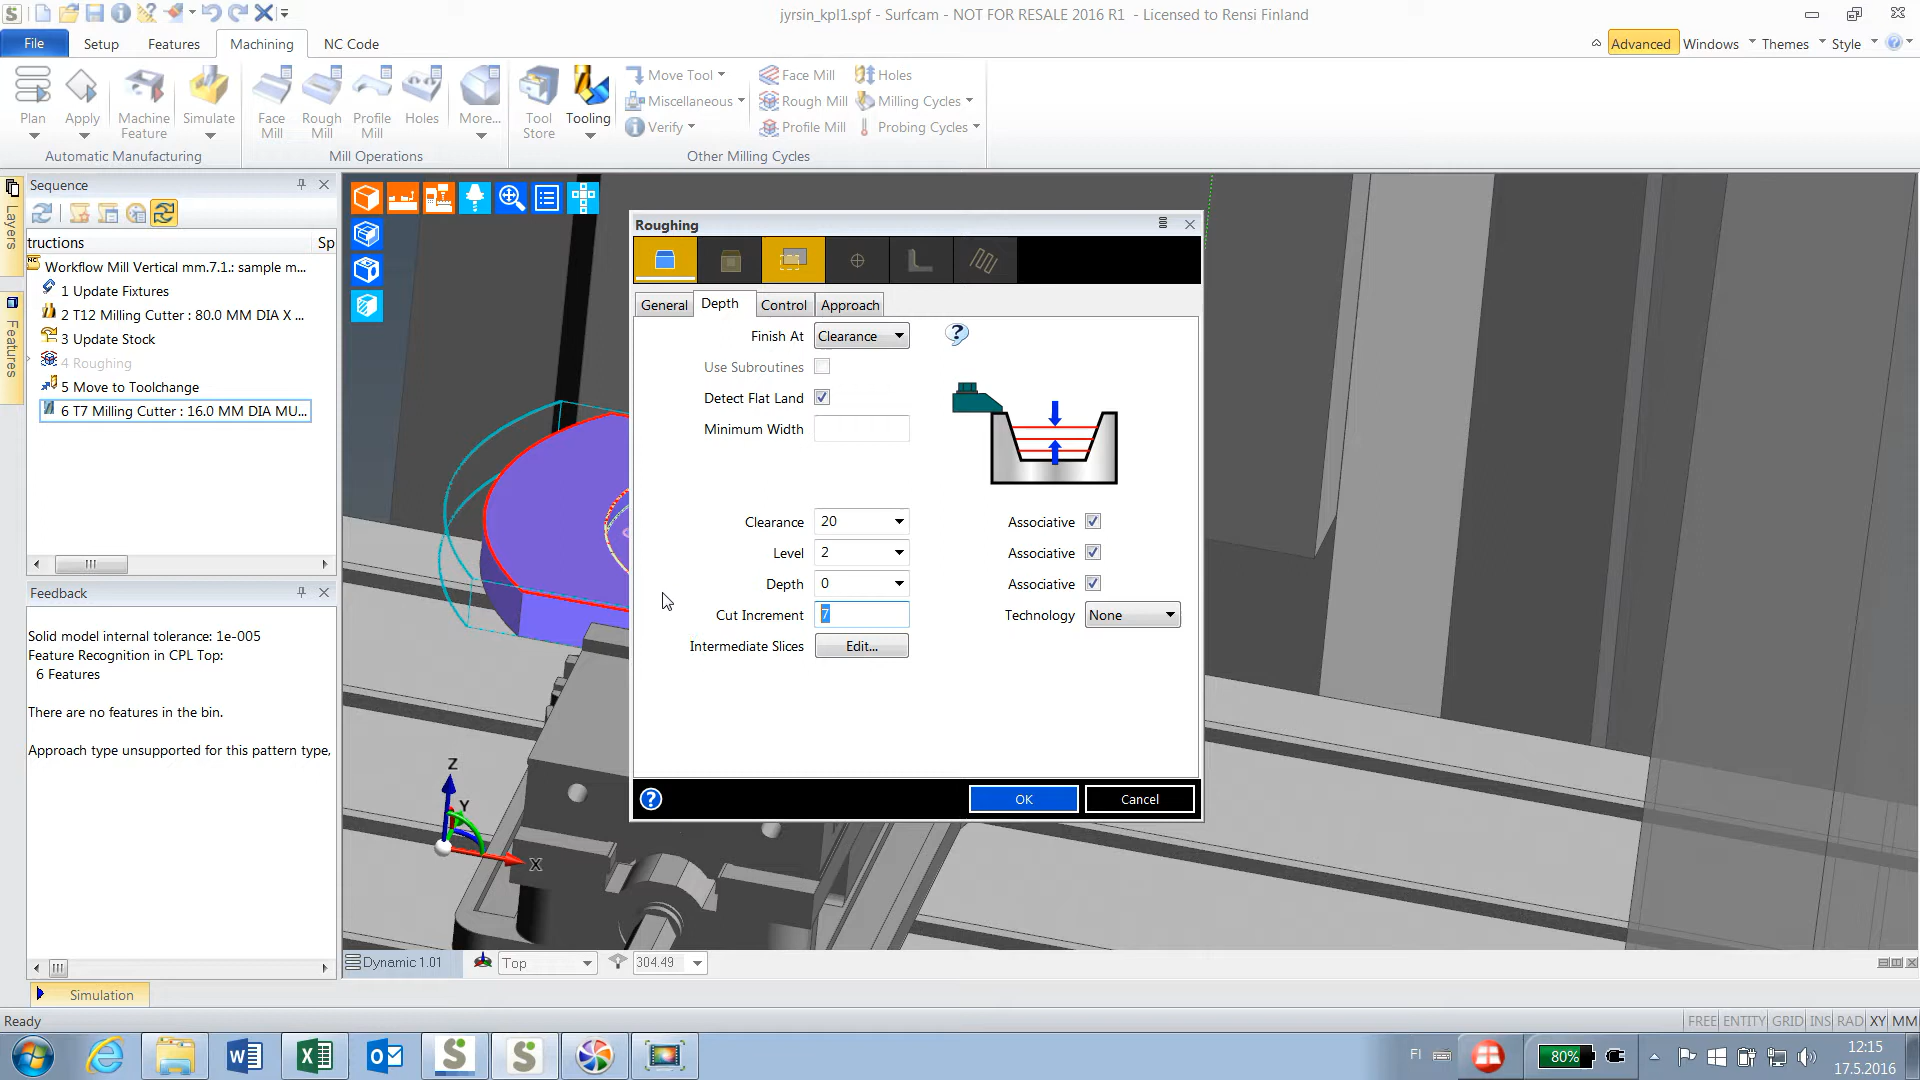 jyrsin_kpl1.spf - Surfcam - NOT FOR RESALE 2016 R1 - Licensed to Rensi Finland
File Setup Features Machining NC Code
Advanced Windows Themes Style
Plan Apply Machine Feature Simulate
Automatic Manufacturing
Face Mill Rough Mill Profile Mill Holes More...
Mill Operations
Tool Store Tooling
Move Tool Face Mill Holes
Miscellaneous Rough Mill Milling Cycles
Verify Profile Mill Probing Cycles
Other Milling Cycles
Layers
Features
Sequence
tructions Sp
Workflow Mill Vertical mm.7.1.: sample m...
1 Update Fixtures
2 T12 Milling Cutter : 80.0 MM DIA X ...
3 Update Stock
4 Roughing
5 Move to Toolchange
6 T7 Milling Cutter : 16.0 MM DIA MU...
Feedback
Solid model internal tolerance: 1e-005
Feature Recognition in CPL Top:
6 Features
There are no features in the bin.
Approach type unsupported for this pattern type,
Simulation
Roughing
General Depth Control Approach
Finish At Clearance
Use Subroutines
Detect Flat Land
Minimum Width
Clearance 20 Associative
Level 2 Associative
Depth 0 Associative
Cut Increment 7 Technology None
Intermediate Slices Edit...
OK Cancel
Z
Y
X
Dynamic 1.01 Top 304.49
Ready
FREE ENTITY GRID INS RAD XY MM
FI 80%
12:15
17.5.2016